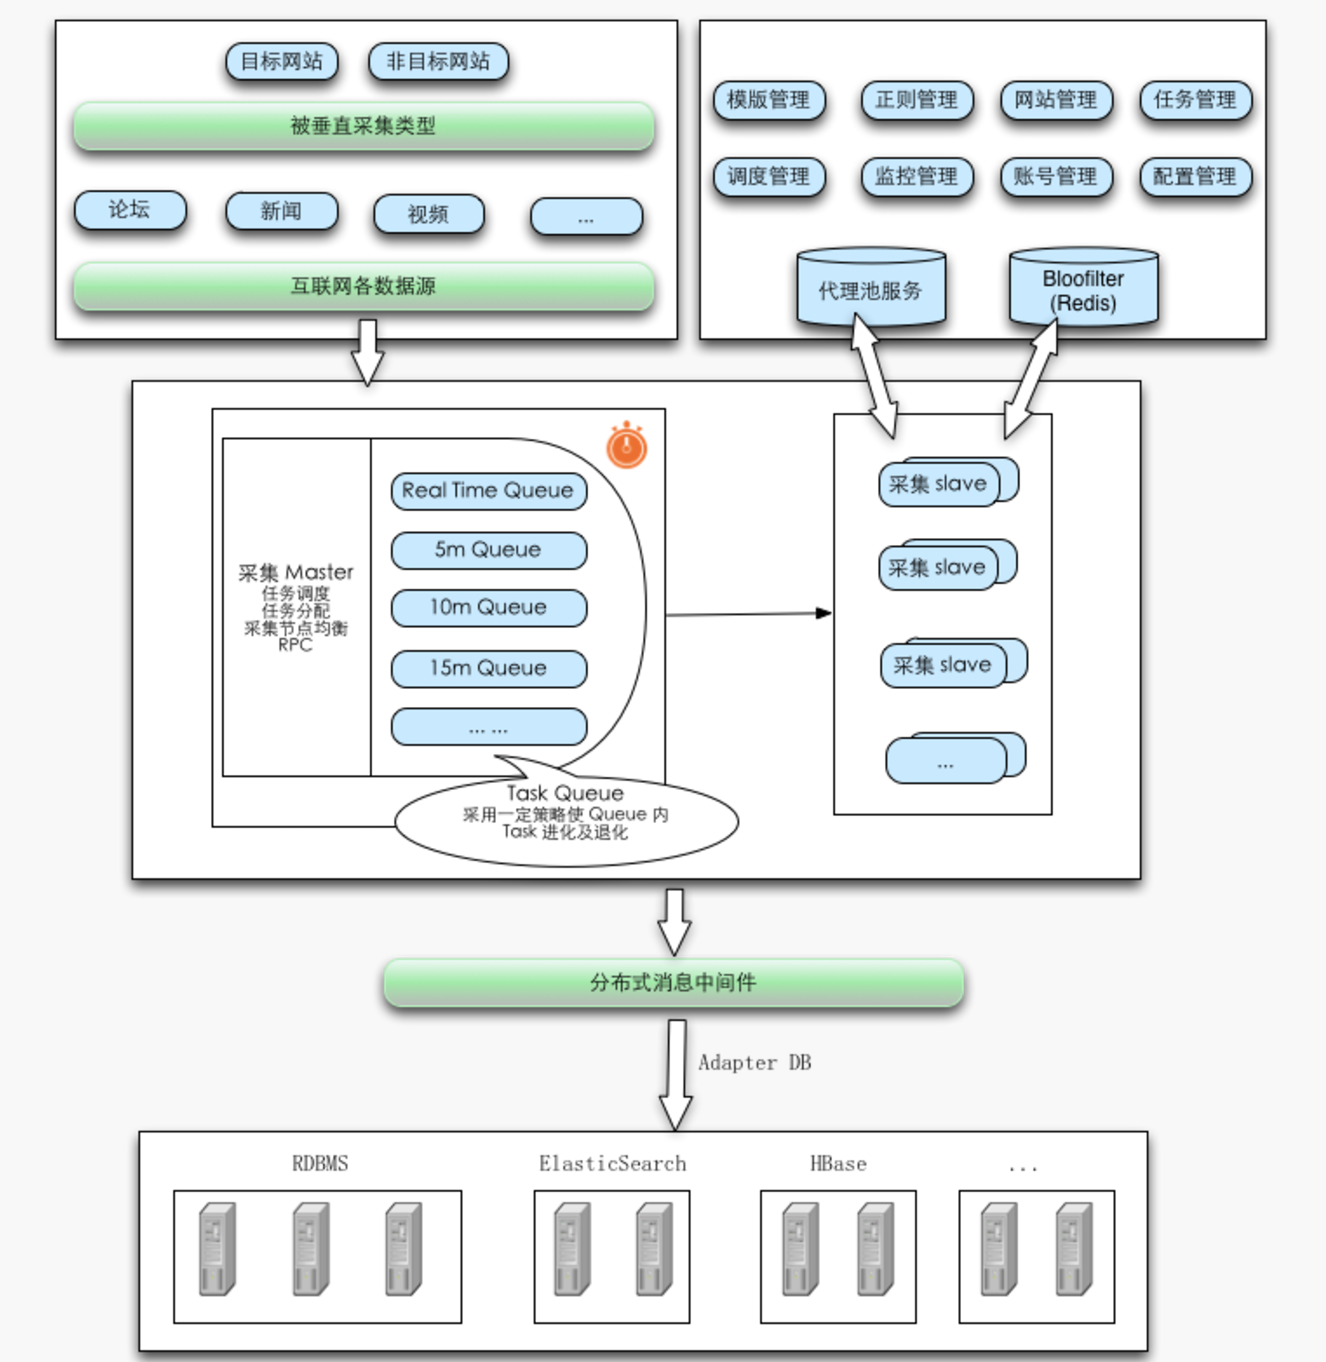 目标网站
非目标网站
被垂直采集类型
论坛
新闻
视频
...
互联网各数据源
模版管理
正则管理
网站管理
任务管理
调度管理
监控管理
账号管理
配置管理
代理池服务
Bloofilter
(Redis)
采集 Master
任务调度
任务分配
采集节点均衡
RPC
Real Time Queue
5m Queue
10m Queue
15m Queue
... ...
Task Queue
采用一定策略使 Queue 内
Task 进化及退化
采集 slave
采集 slave
采集 slave
...
分布式消息中间件
Adapter DB
RDBMS
ElasticSearch
HBase
...